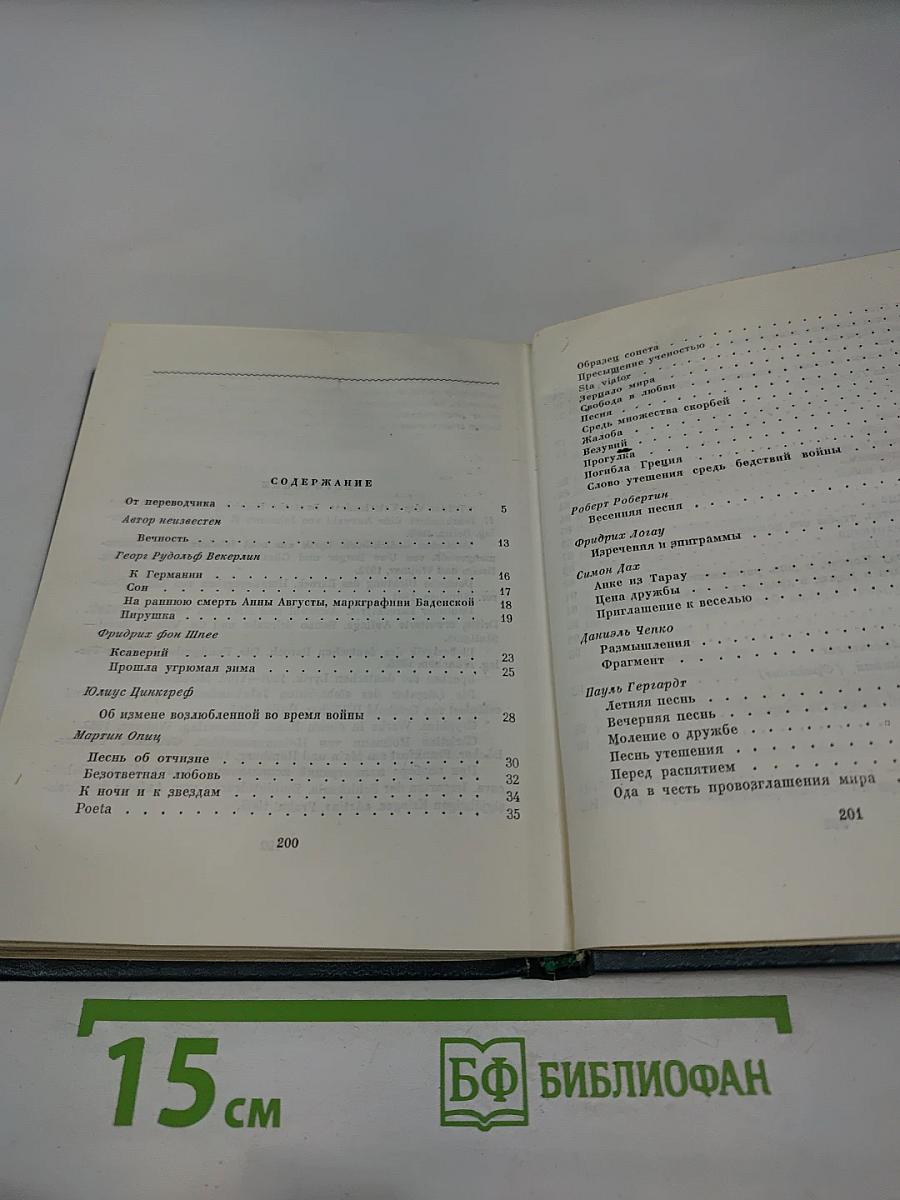 СОДЕРЖАНИЕ
От переводчика . . . . . . . . . . . . . . . . . . . 5
Автор неизвестен
Вечность . . . . . . . . . . . . . . . . . . . . 13
Георг Рудольф Векерлин
К Германии . . . . . . . . . . . . . . . . . . 16
Сон . . . . . . . . . . . . . . . . . . . . . . 17
На раннюю смерть Анны Августы, маркграфини Баденской 18
Пирушка . . . . . . . . . . . . . . . . . . . . 19
Фридрих фон Шпее
Ксаверий . . . . . . . . . . . . . . . . . . . 23
Прошла угрюмая зима . . . . . . . . . . . . . 25
Юлиус Цинкгреф
Об измене возлюбленной во время войны . . . . . . . 28
Мартин Опиц
Песнь об отчизне . . . . . . . . . . . . . . . . 30
Безответная любовь . . . . . . . . . . . . . . . 32
К ночи и к звездам . . . . . . . . . . . . . . . 34
Poeta . . . . . . . . . . . . . . . . . . . . . 35
200
Образец сонета
Пресыщение ученостью
Sta viator
Зерцало мира
Свобода в любви
Песня
Средь множества скорбей
Жалоба
Везувий
Прогулка
Погибла Греция
Слово утешения средь бедствий войны
Роберт Робертин
Весенняя песня
Фридрих Логау
Изречения и эпиграммы
Симон Дах
Анке из Тарау
Цена дружбы
Приглашение к веселью
Даниэль Чепко
Размышления
Фрагмент
Пауль Гергардт
Летняя песнь
Вечерняя песнь
Моление о дружбе
Песнь утешения
Перед распятием
Ода в честь провозглашения мира
201
15 см
БФ БИБЛИОФАН